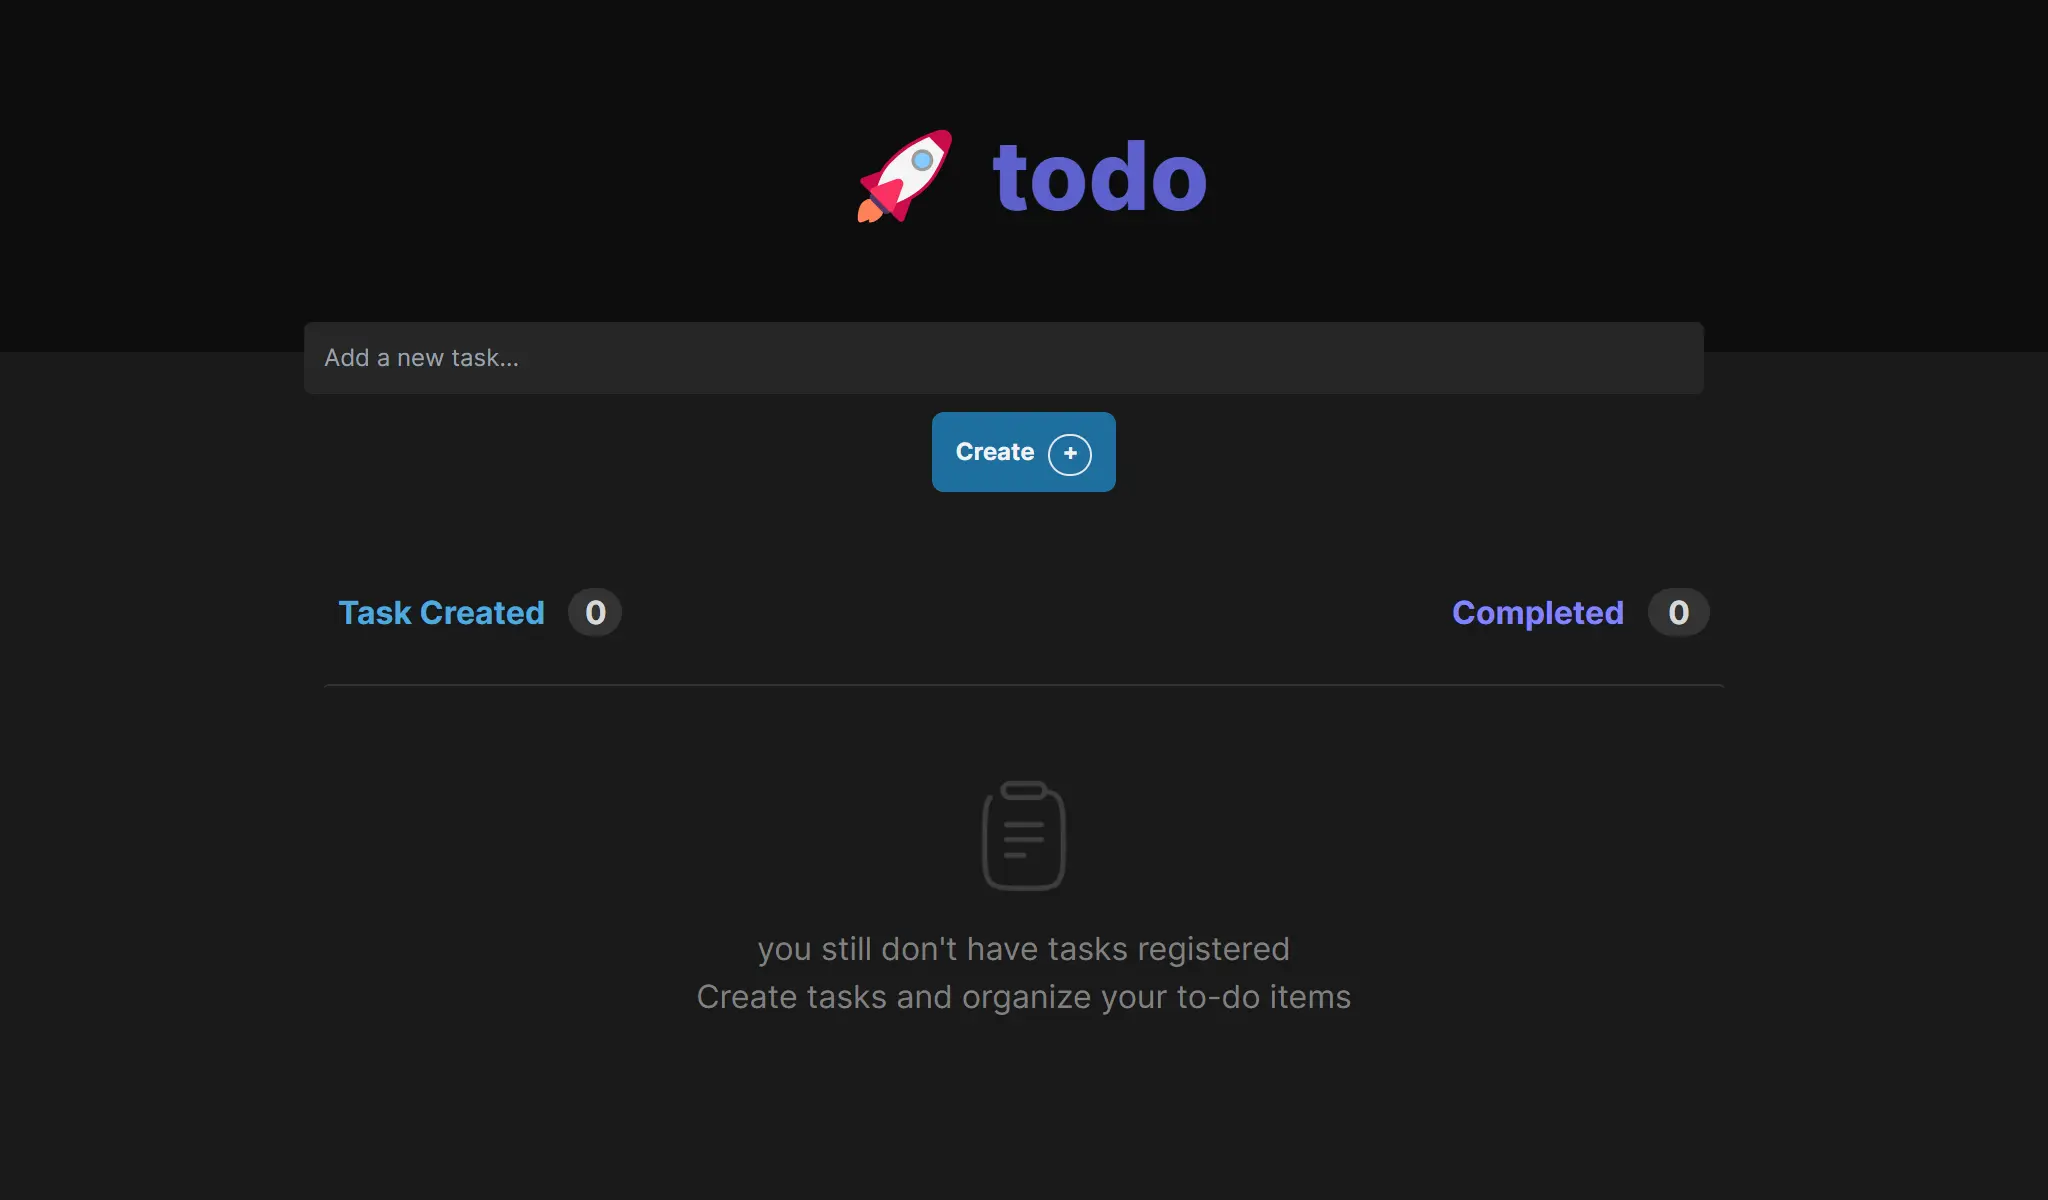 todo
Add a new task...
Create +
Task Created 0
Completed 0
you still don't have tasks registered
Create tasks and organize your to-do items